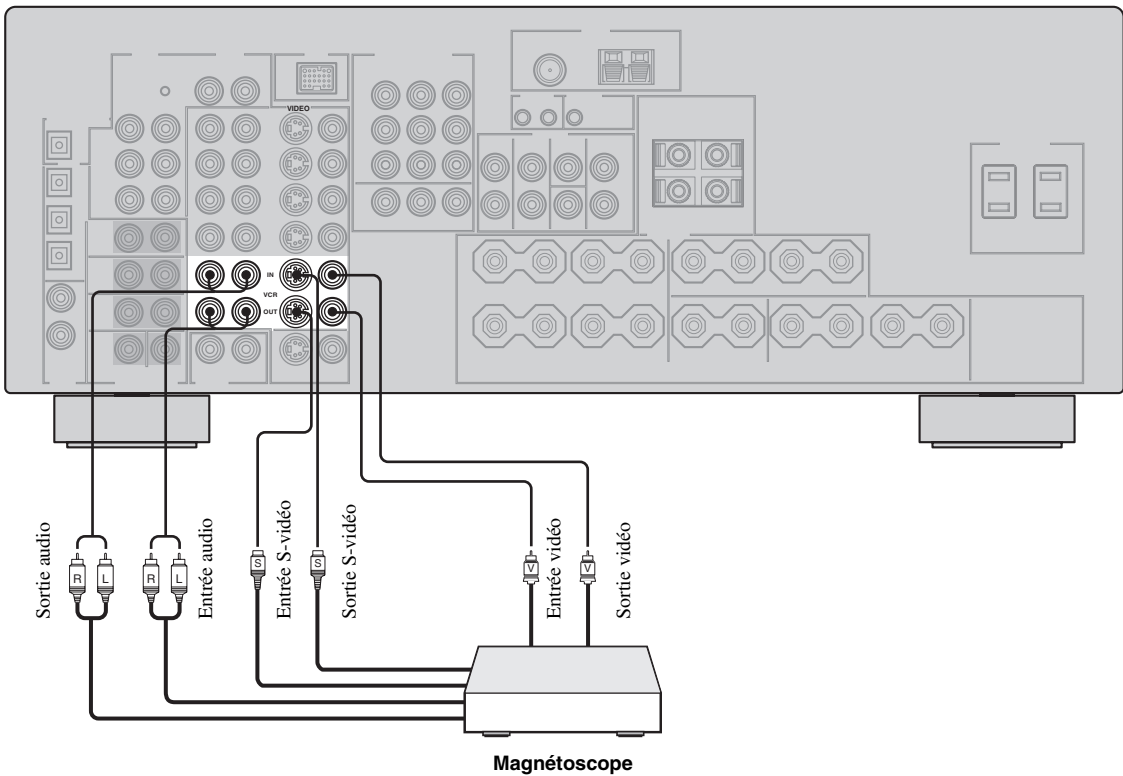 VIDEO
IN
VCR
OUT
Sortie audio
R
L
R
L
Entrée audio
S
Entrée S-vidéo
S
Sortie S-vidéo
V
Entrée vidéo
V
Sortie vidéo
Magnétoscope